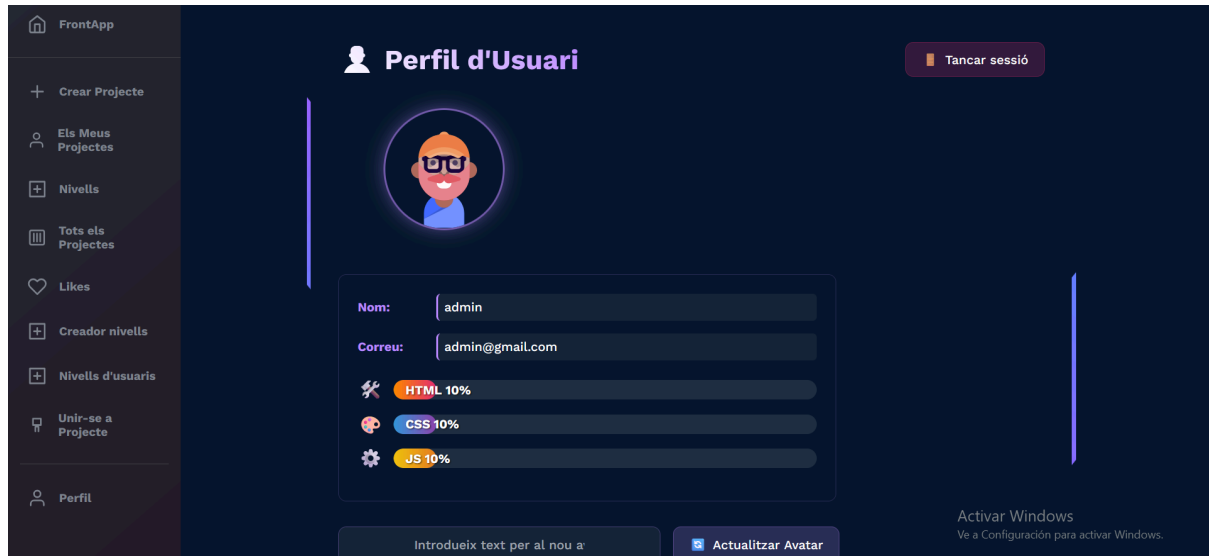 FrontApp
Crear Projecte
Els Meus
Projectes
Nivells
Tots els
Projectes
Likes
Creador nivells
Nivells d'usuaris
Unir-se a
Projecte
Perfil
Perfil d'Usuari
Tancar sessió
Nom: admin
Correu: admin@gmail.com
HTML 10%
CSS 10%
JS 10%
Introdueix text per al nou a
Actualitzar Avatar
Activar Windows
Ve a Configuración para activar Windows.